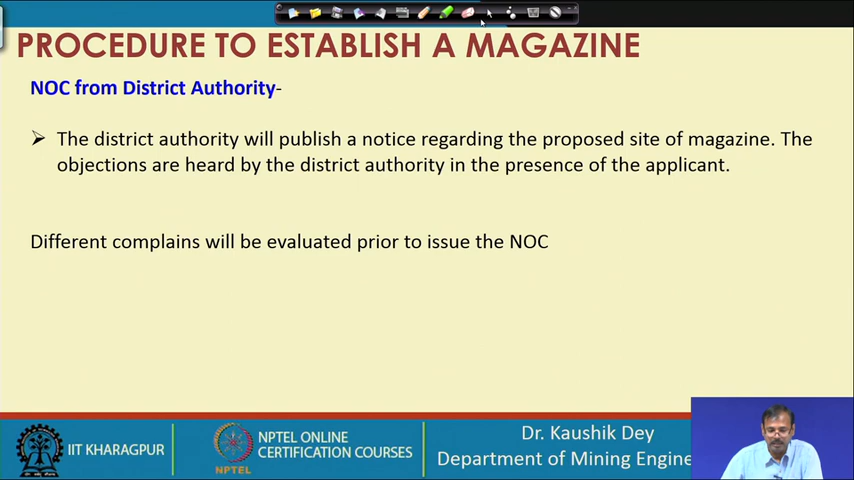 PROCEDURE TO ESTABLISH A MAGAZINE
NOC from District Authority-
The district authority will publish a notice regarding the proposed site of magazine. The
objections are heard by the district authority in the presence of the applicant.
Different complains will be evaluated prior to issue the NOC
IIT KHARAGPUR
NPTEL
NPTEL ONLINE
CERTIFICATION COURSES
Dr. Kaushik Dey
Department of Mining Engine